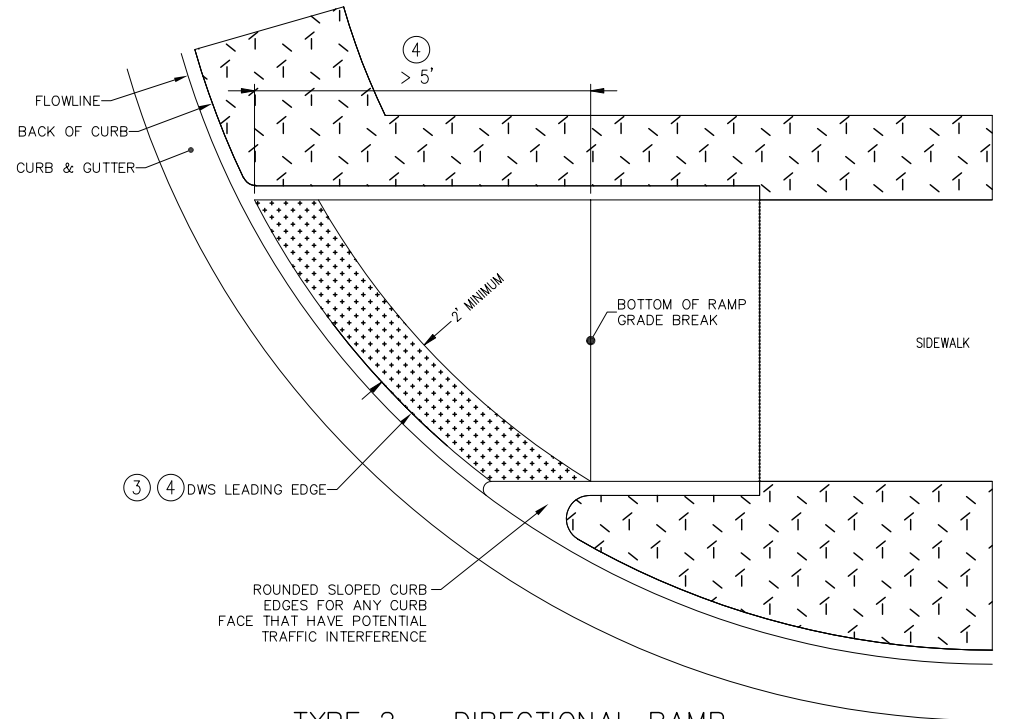 4
> 5'
FLOWLINE
BACK OF CURB
CURB & GUTTER
2' MINIMUM
BOTTOM OF RAMP
GRADE BREAK
SIDEWALK
3 4 DWS LEADING EDGE
ROUNDED SLOPED CURB
EDGES FOR ANY CURB
FACE THAT HAVE POTENTIAL
TRAFFIC INTERFERENCE
DIRECTIONAL RAMP